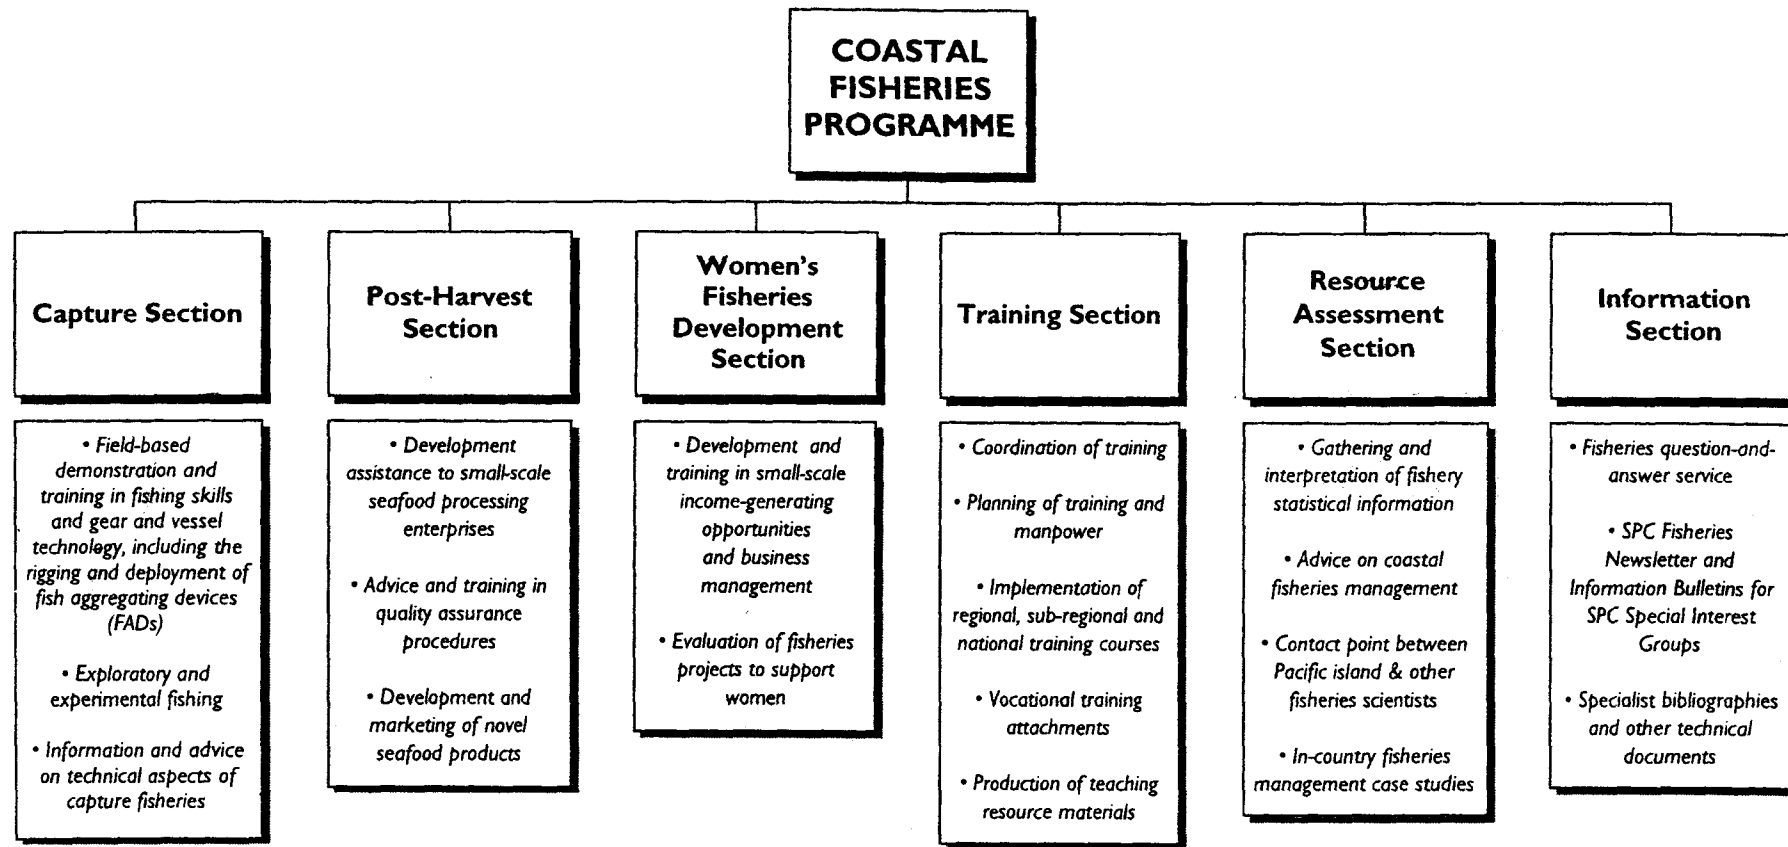 COASTAL
FISHERIES
PROGRAMME
Capture Section
• Field-based
demonstration and
training in fishing skills
and gear and vessel
technology, including the
rigging and deployment of
fish aggregating devices
(FADs)
• Exploratory and
experimental fishing
• Information and advice
on technical aspects of
capture fisheries
Post-Harvest
Section
• Development
assistance to small-scale
seafood processing
enterprises
• Advice and training in
quality assurance
procedures
• Development and
marketing of novel
seafood products
Women's
Fisheries
Development
Section
• Development and
training in small-scale
income-generating
opportunities
and business
management
• Evaluation of fisheries
projects to support
women
Training Section
• Coordination of training
• Planning of training and
manpower
• Implementation of
regional, sub-regional and
national training courses
• Vocational training
attachments
• Production of teaching
resource materials
Resource
Assessment
Section
• Gathering and
interpretation of fishery
statistical information
• Advice on coastal
fisheries management
• Contact point between
Pacific island & other
fisheries scientists
• In-country fisheries
management case studies
Information
Section
• Fisheries question-and-
answer service
• SPC Fisheries
Newsletter and
Information Bulletins for
SPC Special Interest
Groups
• Specialist bibliographies
and other technical
documents